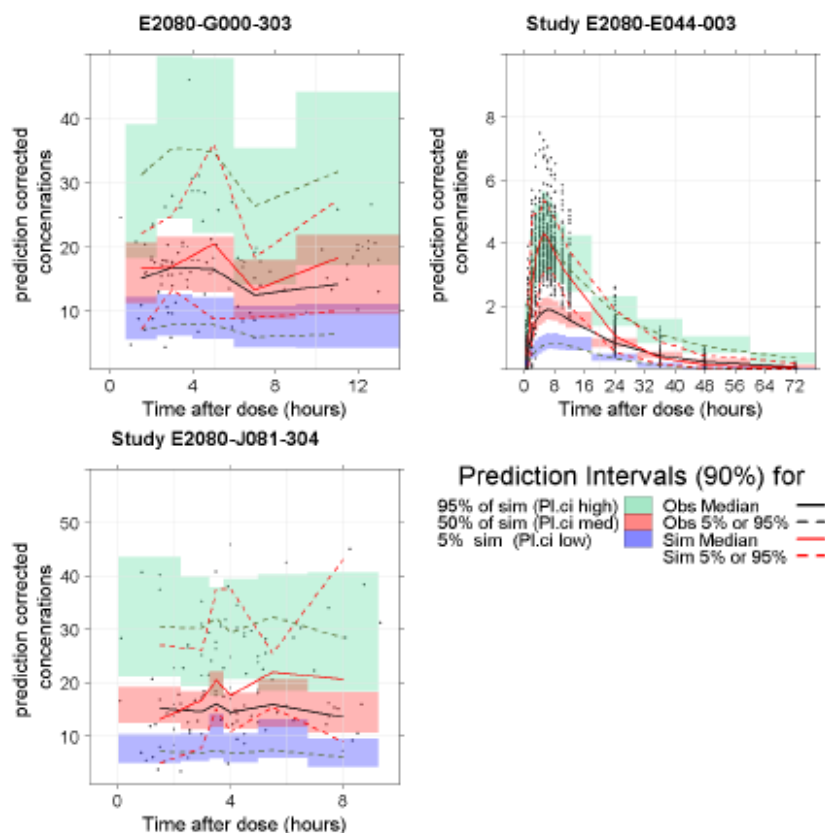 E2080-G000-303
Study E2080-E044-003
prediction corrected
concenrations
40
30
20
10
0
4
8
12
Time after dose (hours)
prediction corrected
concenrations
8
6
4
2
0
8
16
24
32
40
48
56
64
72
Time after dose (hours)
Study E2080-J081-304
prediction corrected
concenrations
50
40
30
20
10
0
4
8
Time after dose (hours)
Prediction Intervals (90%) for
95% of sim (PI.ci high)
50% of sim (PI.ci med)
5% sim (PI.ci low)
Obs Median
Obs 5% or 95%
Sim Median
Sim 5% or 95%